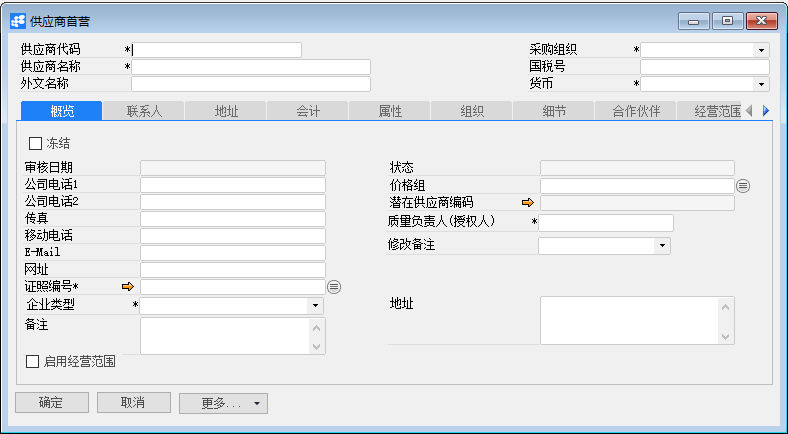 供应商首营
供应商代码 * 采购组织 *
供应商名称 * 国税号
外文名称 货币 *
概览 联系人 地址 会计 属性 组织 细节 合作伙伴 经营范围
冻结
审核日期 状态
公司电话1 价格组
公司电话2 潜在供应商编码
传真 质量负责人(授权人) *
移动电话 修改备注
E-Mail
网址
证照编号*
企业类型 * 地址
备注
启用经营范围
确定 取消 更多...